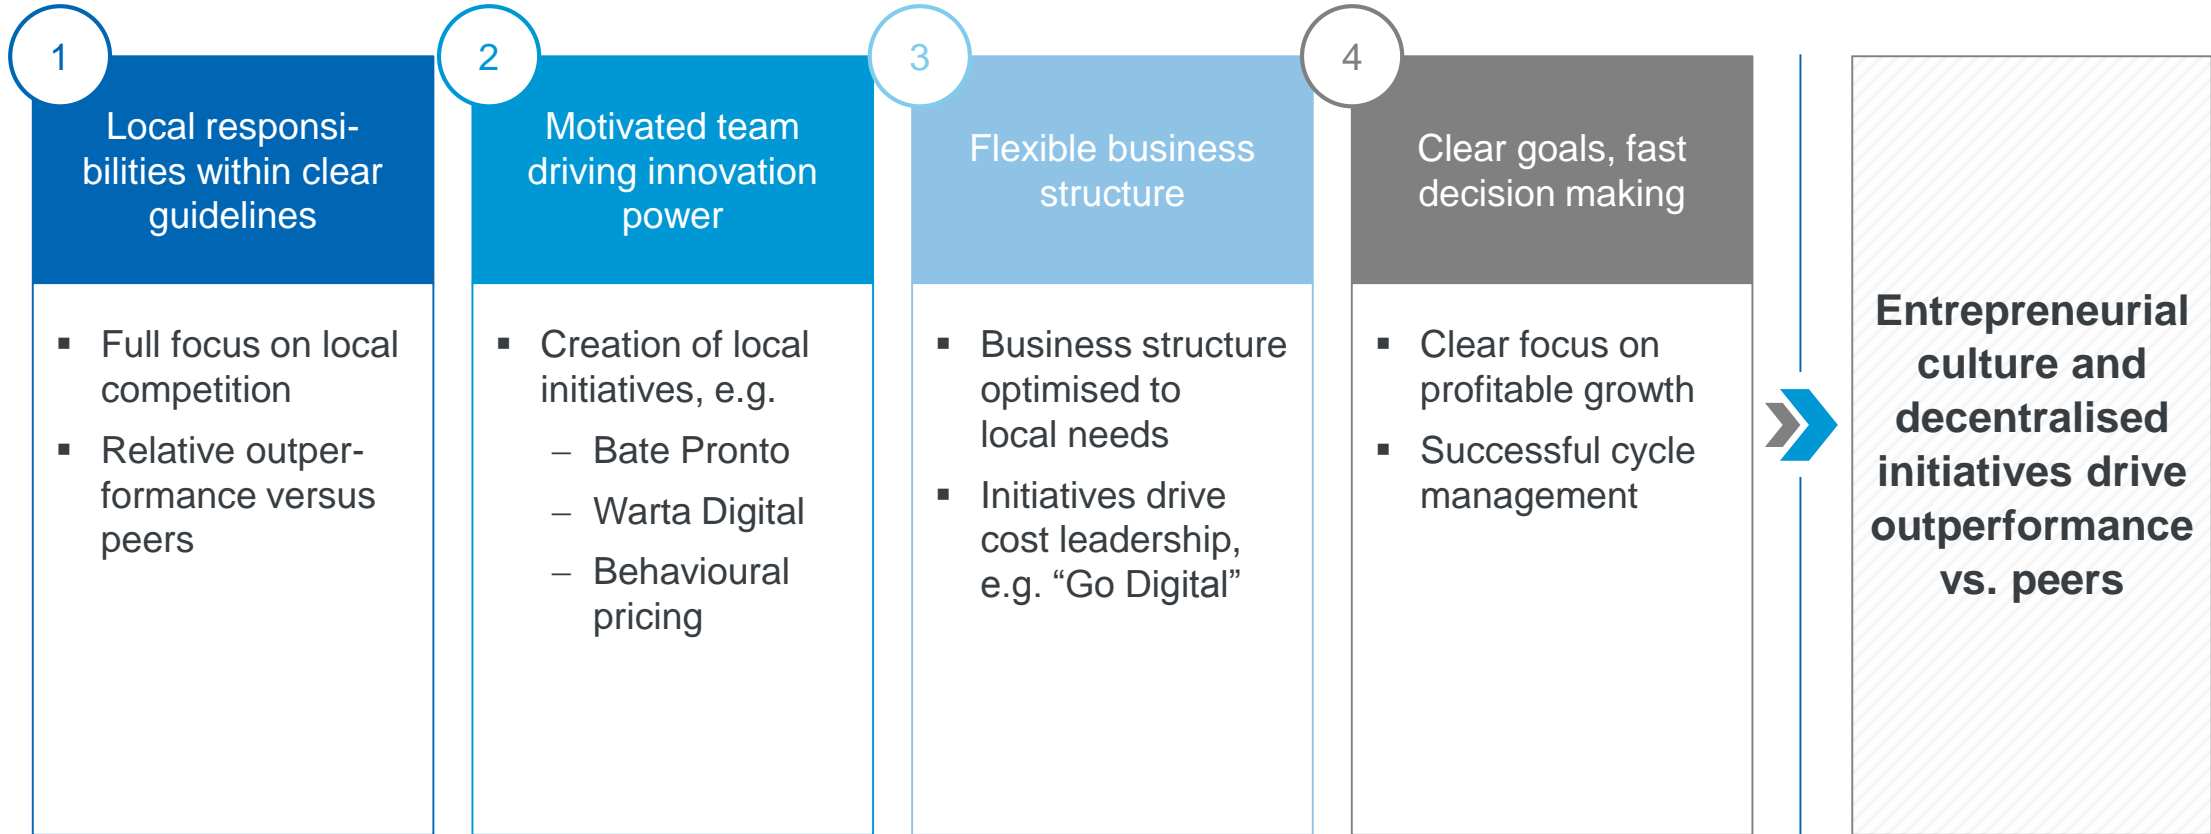 1
Local responsi-
bilities within clear
guidelines
Full focus on local
competition
Relative outper-
formance versus
peers
2
Motivated team
driving innovation
power
Creation of local
initiatives, e.g.
– Bate Pronto
– Warta Digital
– Behavioural
pricing
3
Flexible business
structure
Business structure
optimised to
local needs
Initiatives drive
cost leadership,
e.g. “Go Digital”
4
Clear goals, fast
decision making
Clear focus on
profitable growth
Successful cycle
management
Entrepreneurial
culture and
decentralised
initiatives drive
outperformance
vs. peers